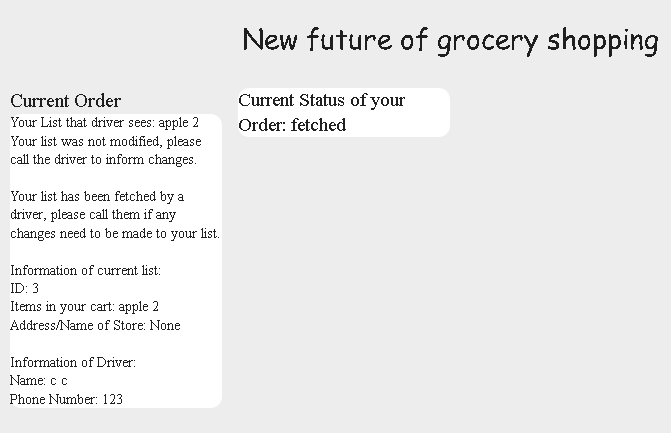 New future of grocery shopping
Current Order
Your List that driver sees: apple 2
Your list was not modified, please
call the driver to inform changes.
Your list has been fetched by a
driver, please call them if any
changes need to be made to your list.
Information of current list:
ID: 3
Items in your cart: apple 2
Address/Name of Store: None
Information of Driver:
Name: c c
Phone Number: 123
Current Status of your
Order: fetched